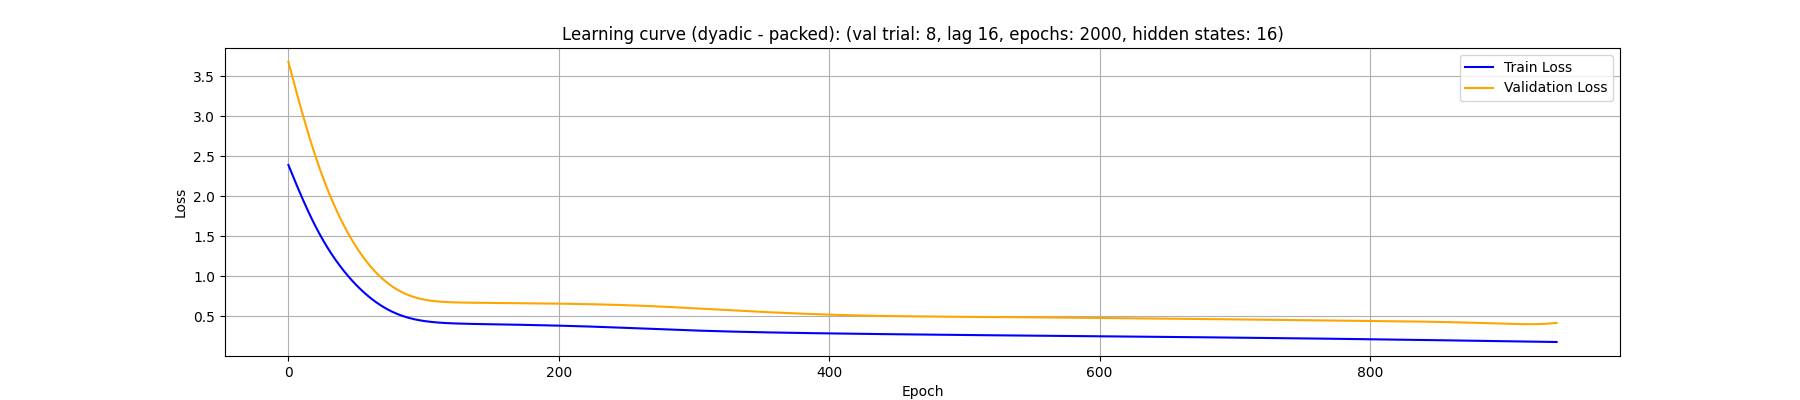 Learning curve (dyadic - packed): (val trial: 8, lag 16, epochs: 2000, hidden states: 16)
Train Loss
Validation Loss
3.5
3.0
2.5
2.0
1.5
1.0
0.5
Loss
0 200 400 600 800
Epoch